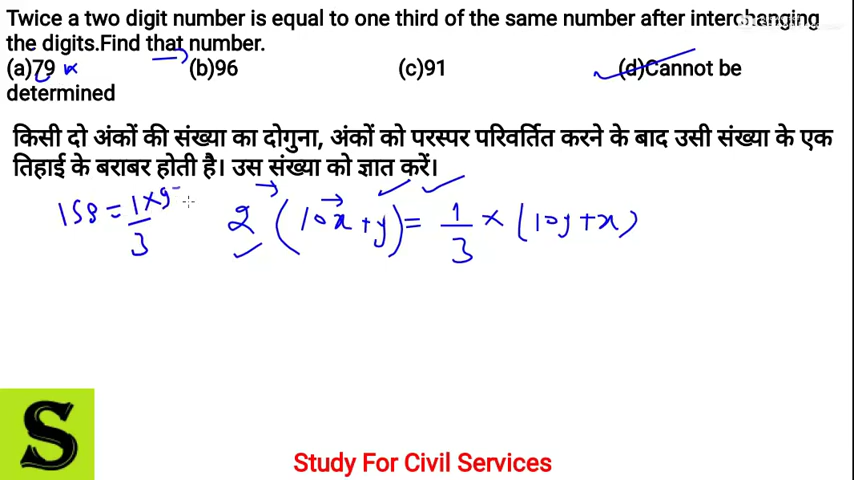 Twice a two digit number is equal to one third of the same number after interchanging
the digits.Find that number.
(a)79 (b)96 (c)91 (d)Cannot be
determined
किसी दो अंकों की संख्या का दोगुना, अंकों को परस्पर परिवर्तित करने के बाद उसी संख्या के एक
तिहाई के बराबर होती है। उस संख्या को ज्ञात करें।
158 = 1/3 × 9 2 (10x + y) = 1/3 × (10y + x)
S
Study For Civil Services